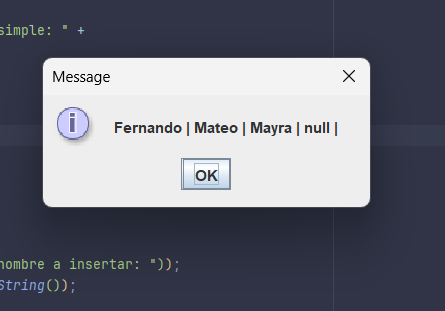 simple: " +
Message
Fernando | Mateo | Mayra | null |
OK
nombre a insertar: "));
String());